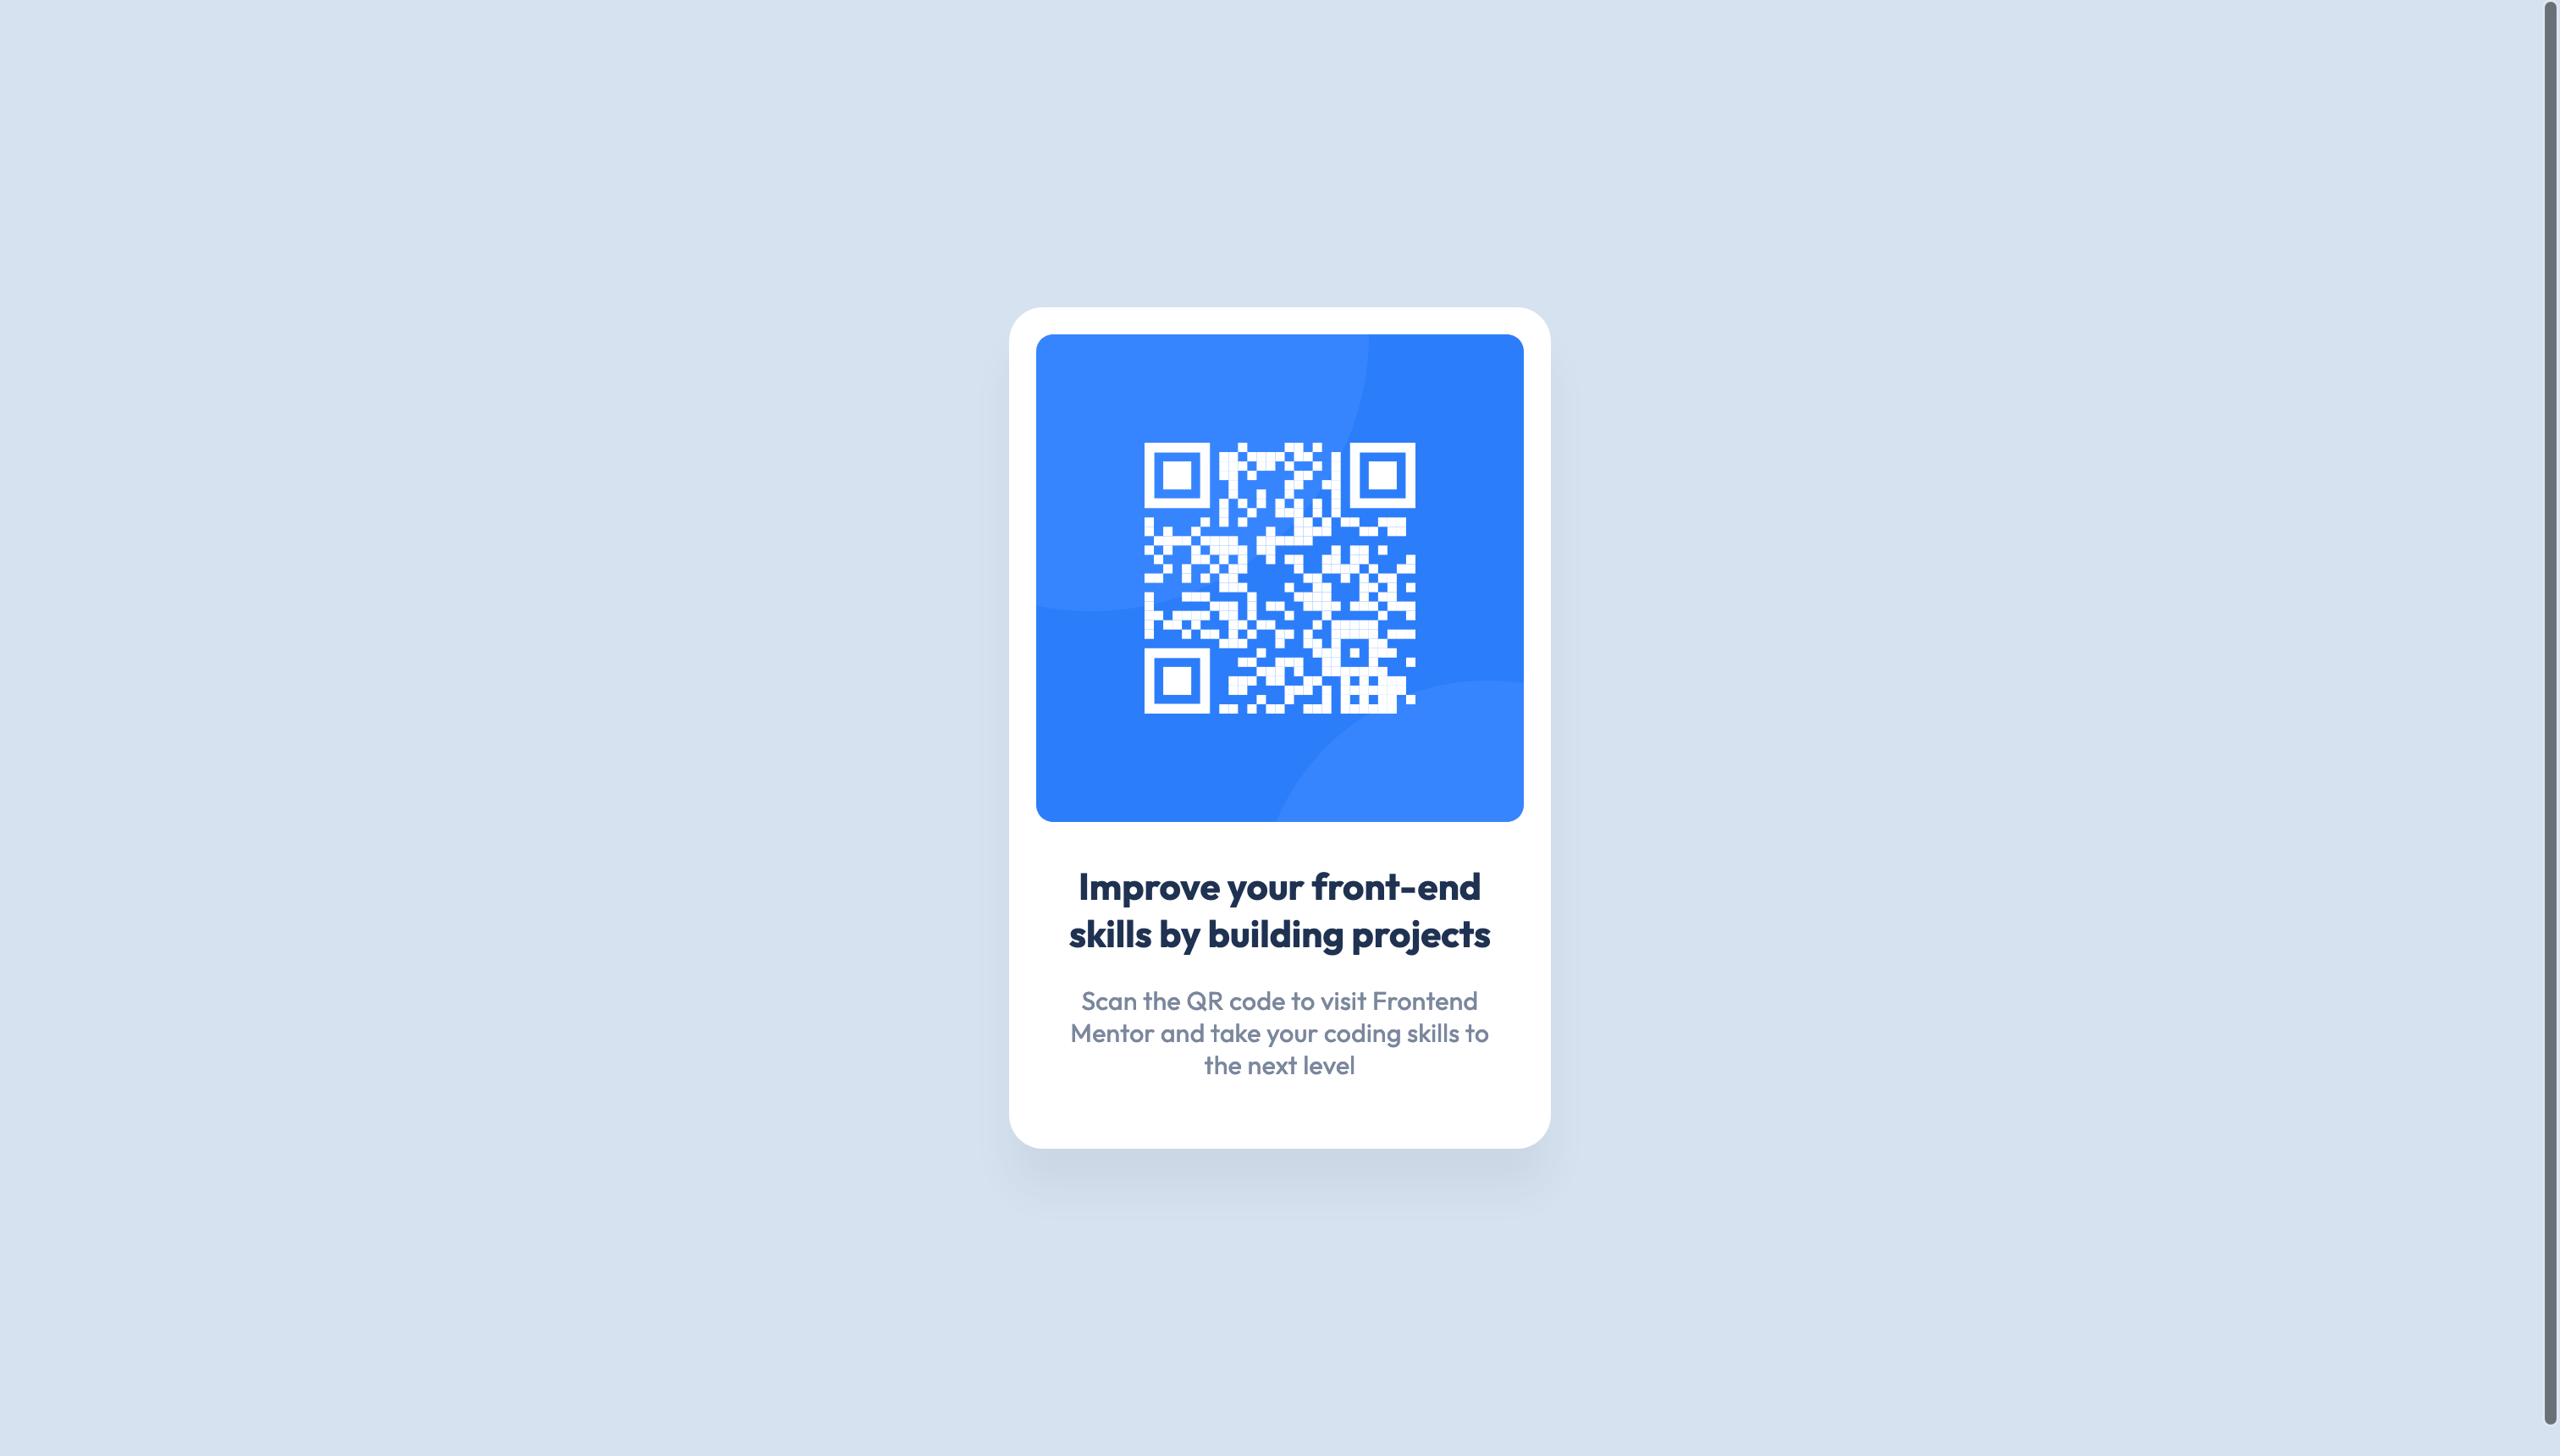 Improve your front-end
skills by building projects
Scan the QR code to visit Frontend
Mentor and take your coding skills to
the next level